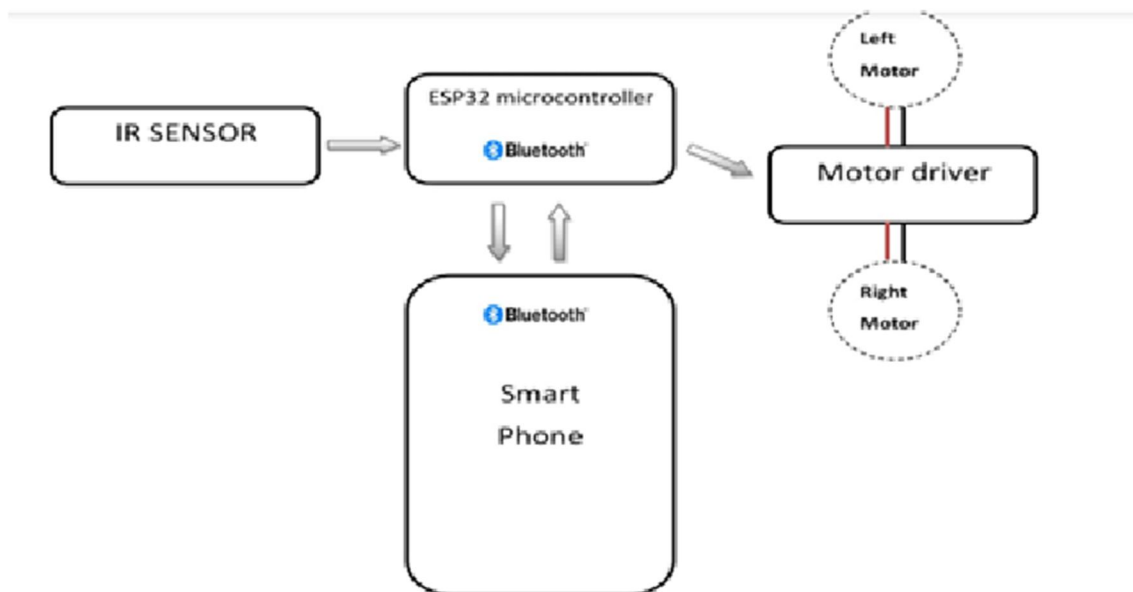 Left
Motor
ESP32 microcontroller
IR SENSOR
Bluetooth
Motor driver
Right
Motor
Bluetooth
Smart
Phone